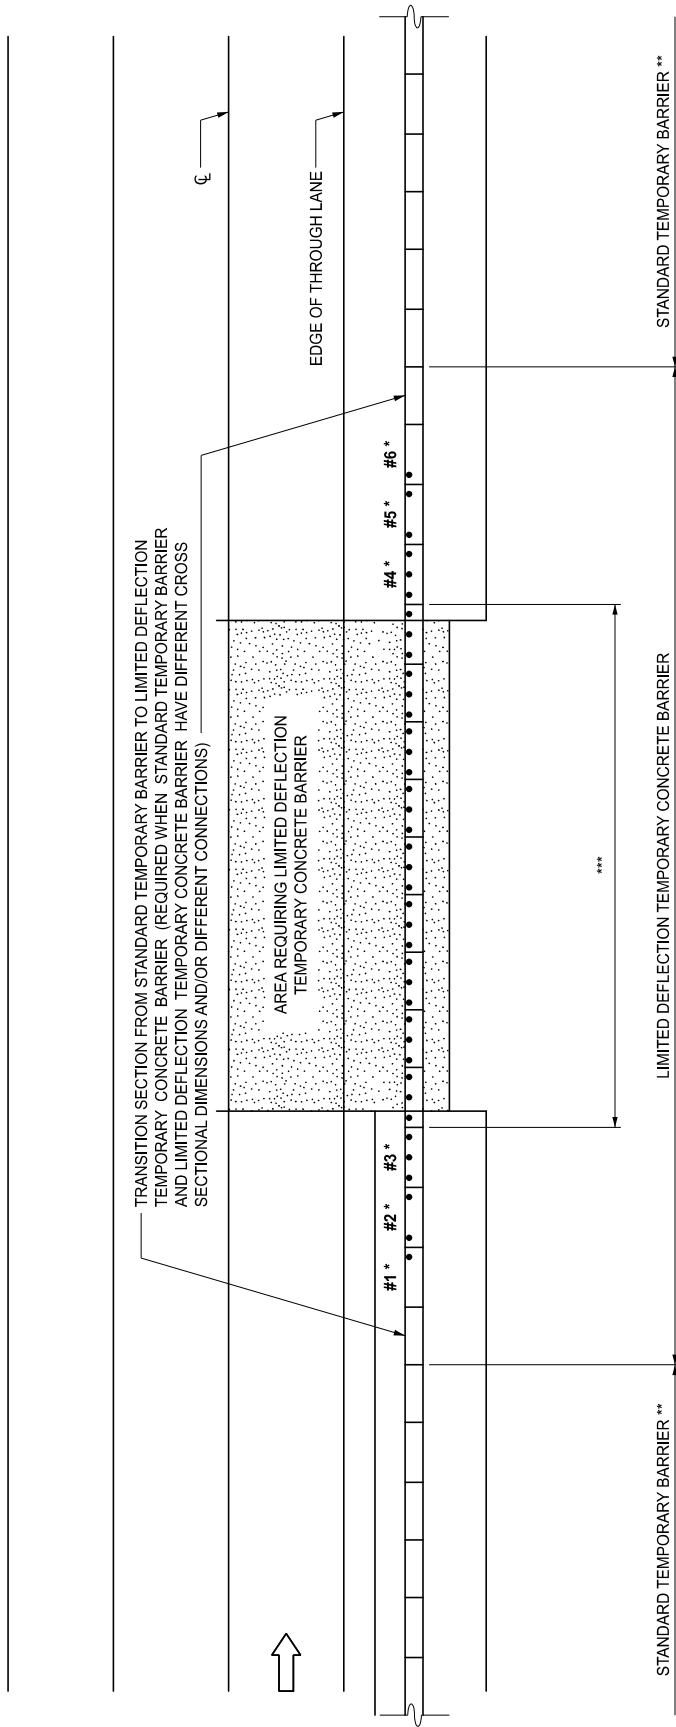 TRANSITION SECTION FROM STANDARD TEMPORARY BARRIER TO LIMITED DEFLECTION
TEMPORARY CONCRETE BARRIER (REQUIRED WHEN STANDARD TEMPORARY BARRIER
AND LIMITED DEFLECTION TEMPORARY CONCRETE BARRIER HAVE DIFFERENT CROSS
SECTIONAL DIMENSIONS AND/OR DIFFERENT CONNECTIONS)
℄
EDGE OF THROUGH LANE
AREA REQUIRING LIMITED DEFLECTION
TEMPORARY CONCRETE BARRIER
#1 *
#2 *
#3 *
#4 *
#5 *
#6 *
***
STANDARD TEMPORARY BARRIER **
LIMITED DEFLECTION TEMPORARY CONCRETE BARRIER
STANDARD TEMPORARY BARRIER **